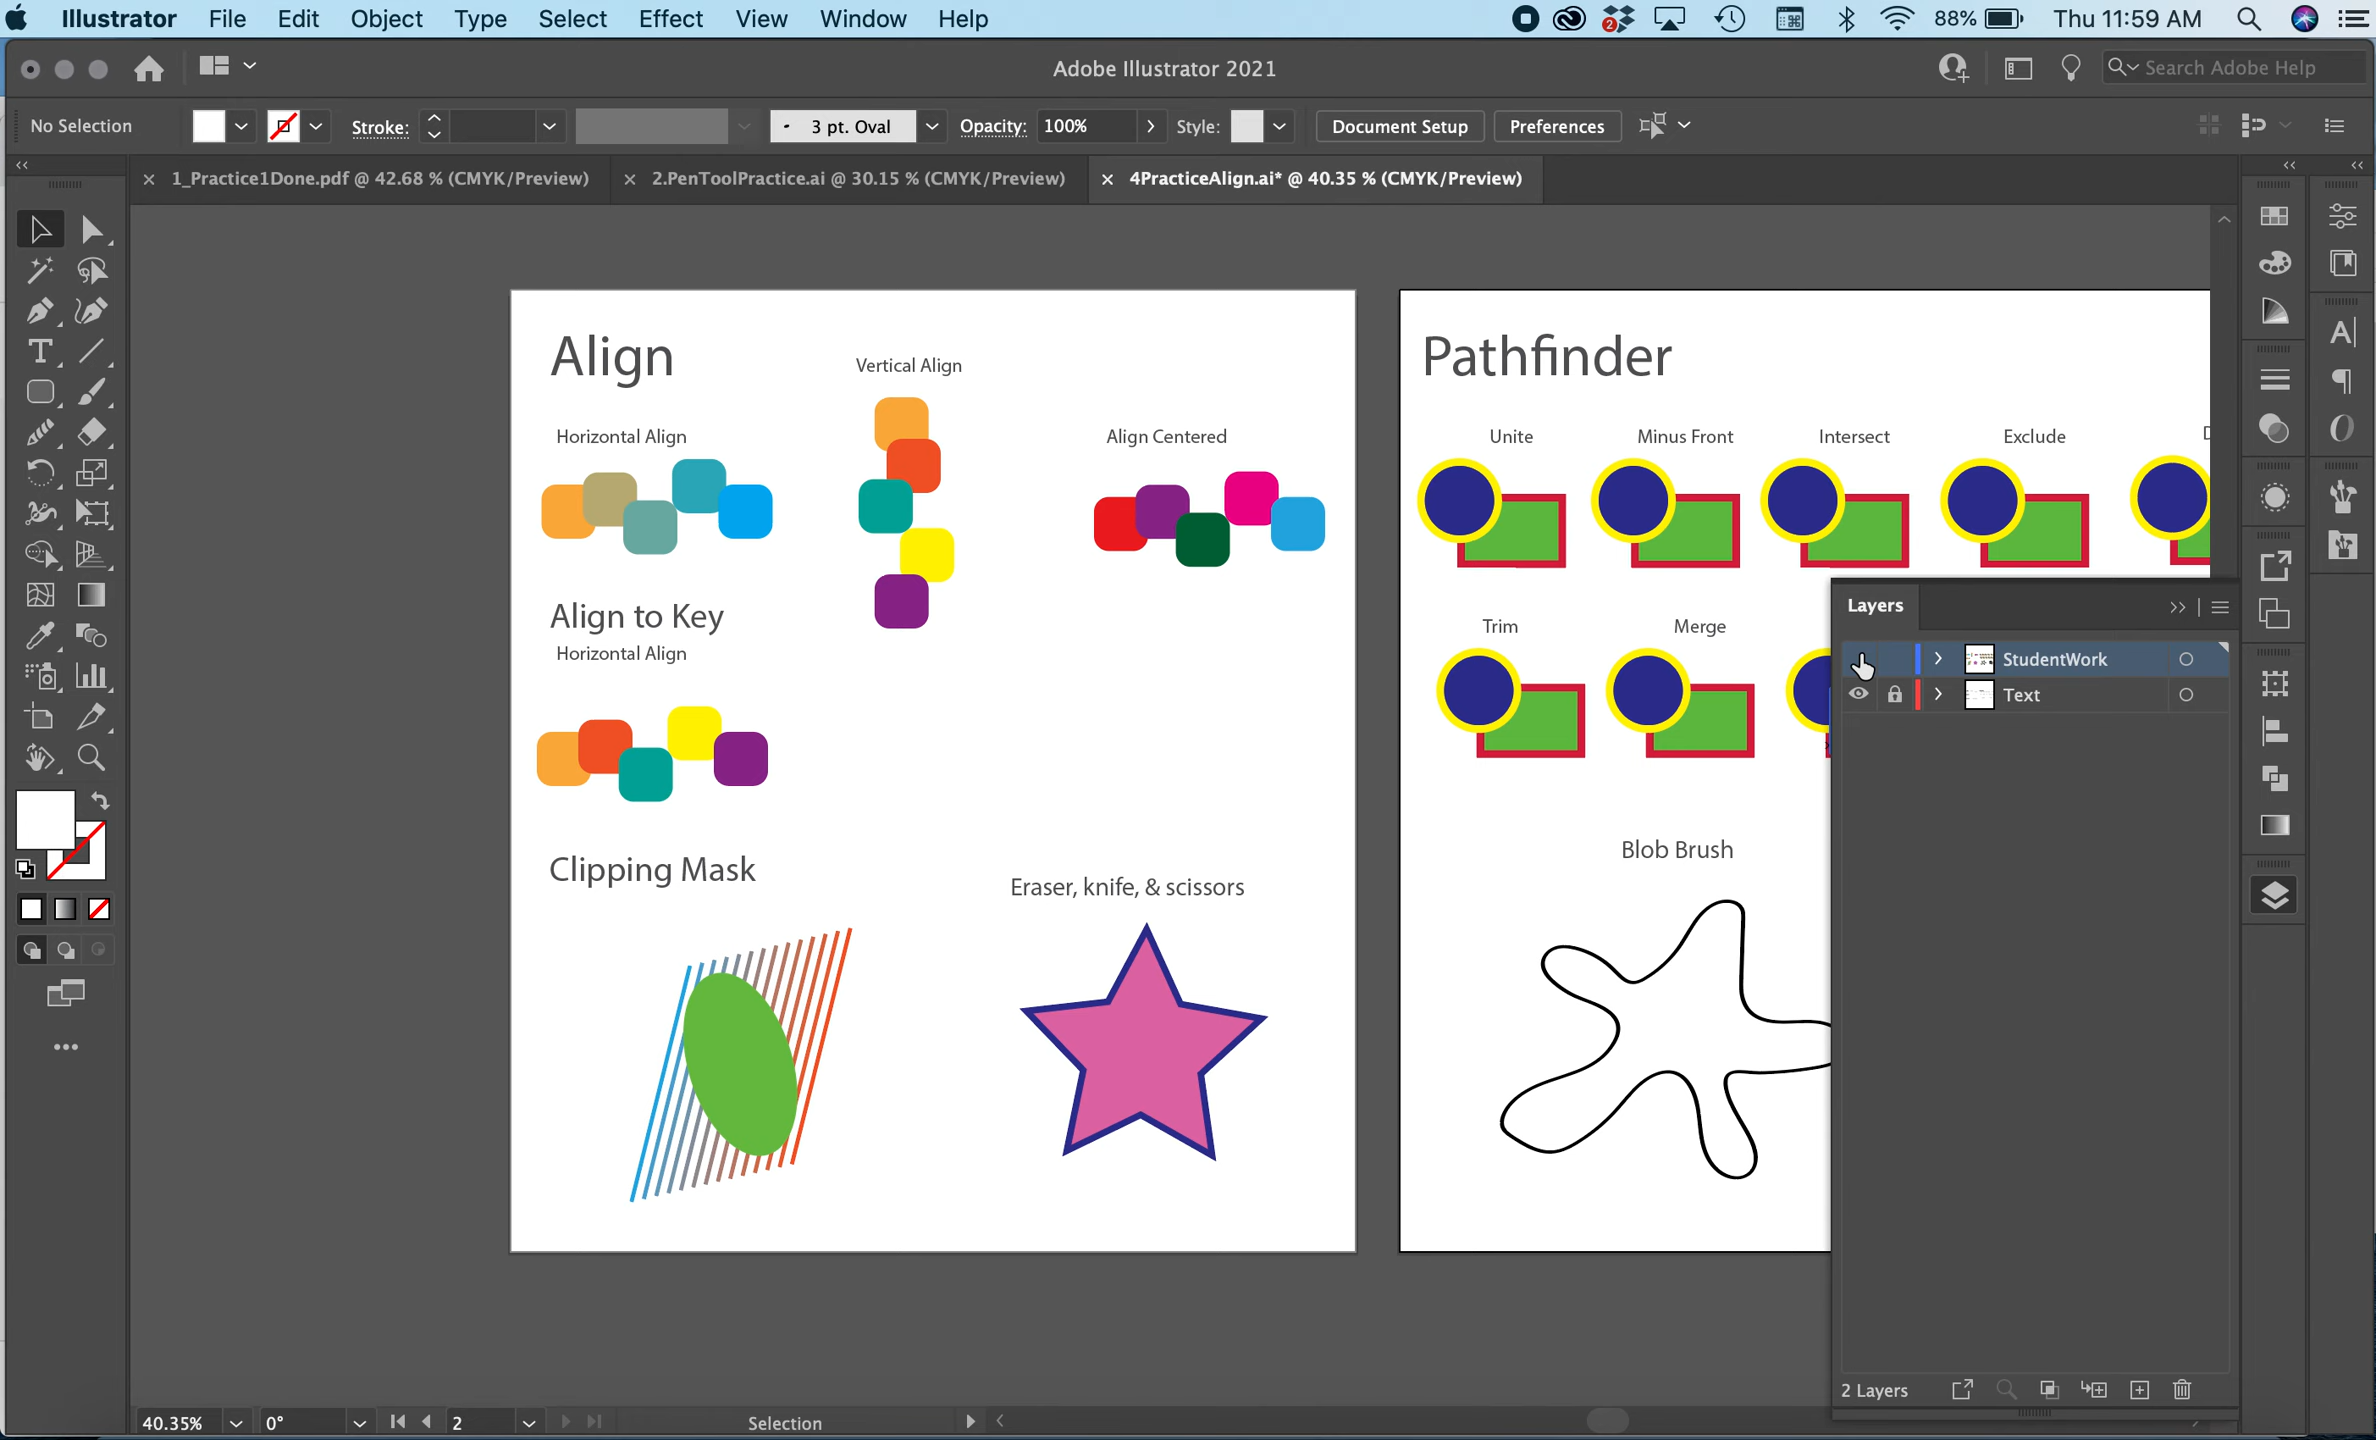 Illustrator File Edit Object Type Select Effect View Window Help
2 88% Thu 11:59 AM
Adobe Illustrator 2021
Search Adobe Help
No Selection Stroke: 3 pt. Oval Opacity: 100% Style: Document Setup Preferences
1_Practice1Done.pdf @ 42.68 % (CMYK/Preview) 2.PenToolPractice.ai @ 30.15 % (CMYK/Preview) 4PracticeAlign.ai* @ 40.35 % (CMYK/Preview)
Align
Vertical Align
Pathfinder
Horizontal Align
Align Centered
Unite
Minus Front
Intersect
Exclude
Align to Key
Horizontal Align
Trim
Merge
Layers
StudentWork
Text
Clipping Mask
Eraser, knife, & scissors
Blob Brush
2 Layers
40.35% 0° 2 Selection